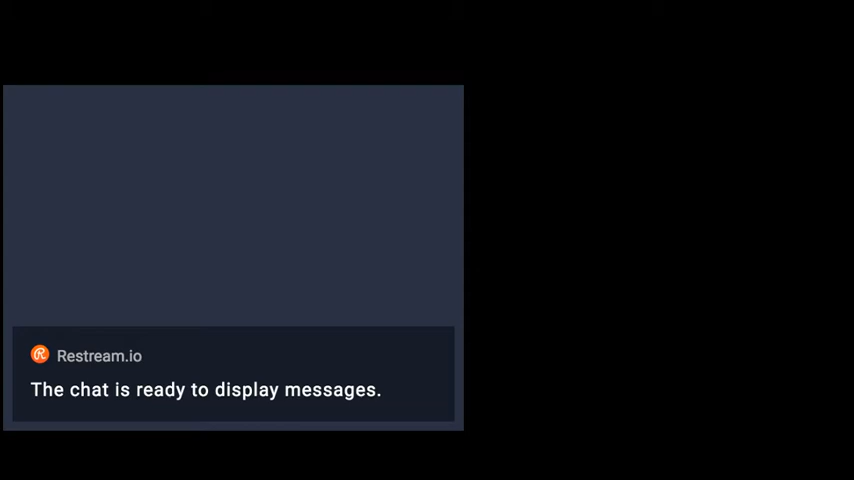 Restream.io
The chat is ready to display messages.